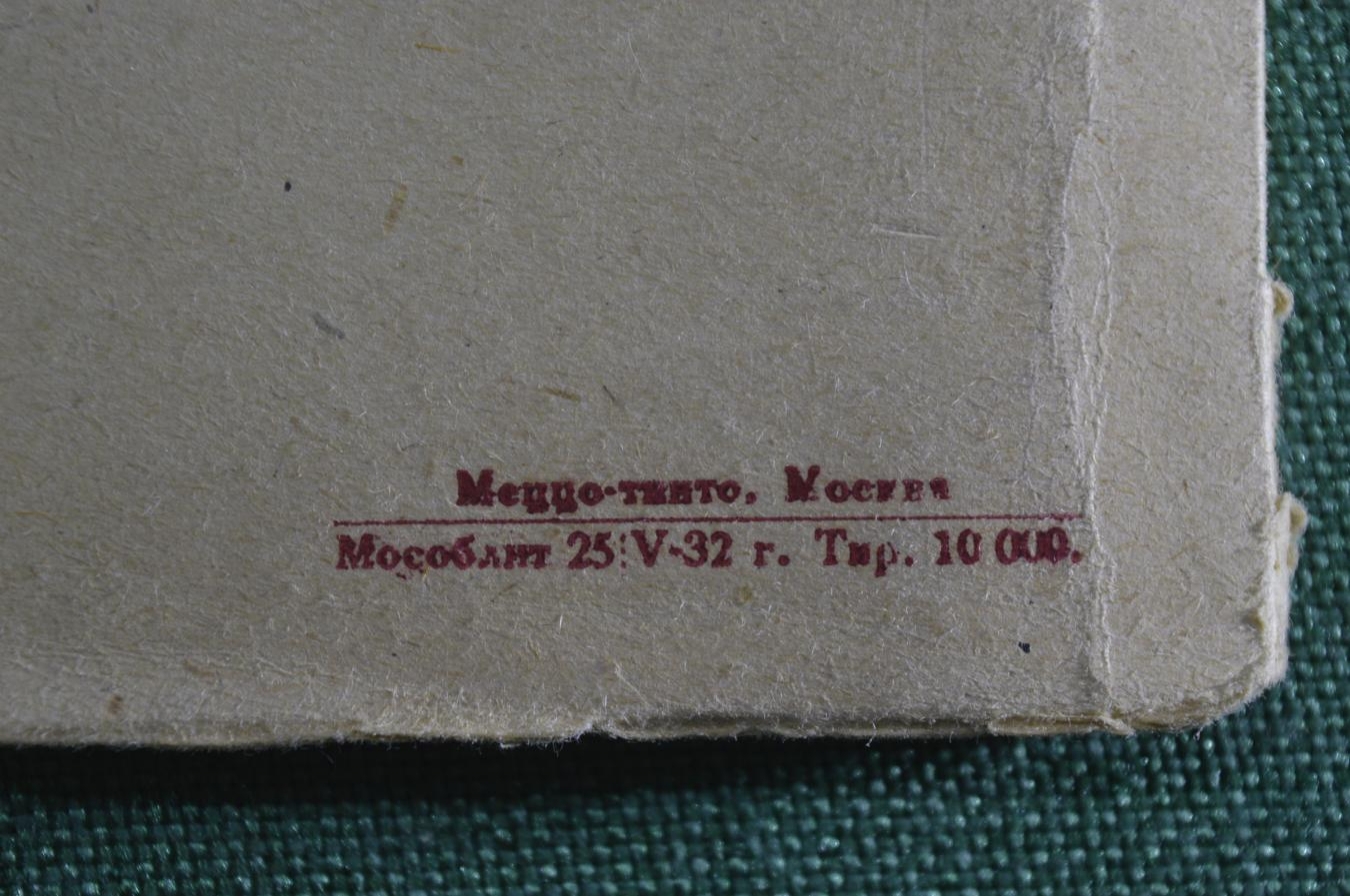 Меццо-тинто. Москва
Мособлит 25/V-32 г. Тир. 10 000.